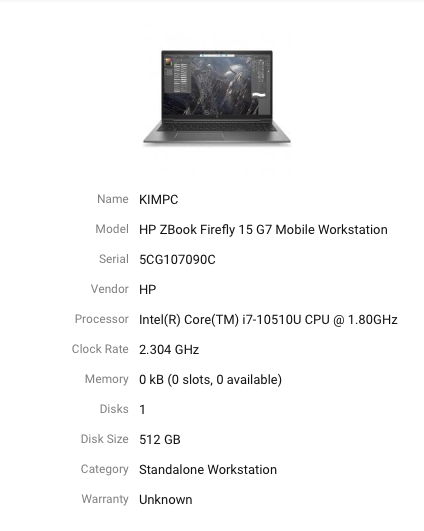 Name KIMPC
Model HP ZBook Firefly 15 G7 Mobile Workstation
Serial 5CG107090C
Vendor HP
Processor Intel(R) Core(TM) i7-10510U CPU @ 1.80GHz
Clock Rate 2.304 GHz
Memory 0 kB (0 slots, 0 available)
Disks 1
Disk Size 512 GB
Category Standalone Workstation
Warranty Unknown